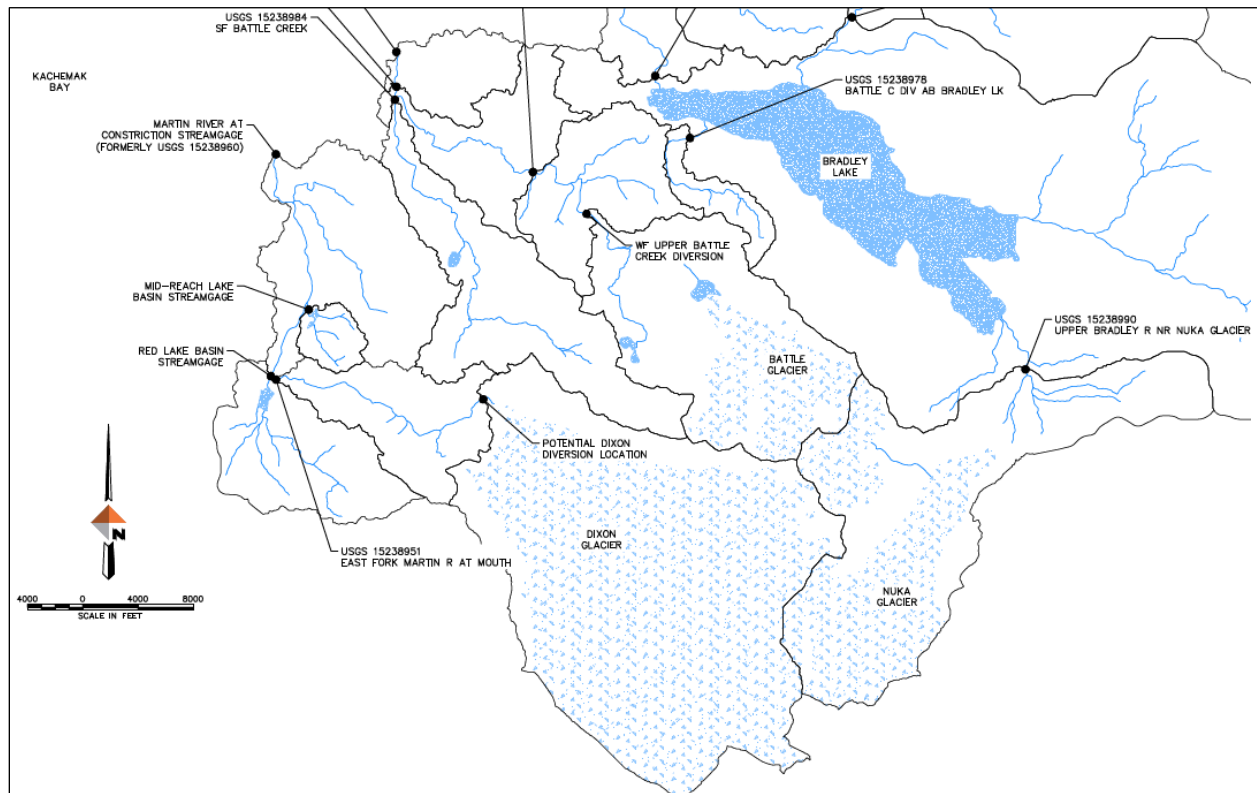 USGS 15238984
SF BATTLE CREEK
KACHEMAK
BAY
USGS 15238978
BATTLE C DIV AB BRADLEY LK
MARTIN RIVER AT
CONSTRICTION STREAMGAGE
(FORMERLY USGS 15238960)
BRADLEY
LAKE
WF UPPER BATTLE
CREEK DIVERSION
MID-REACH LAKE
BASIN STREAMGAGE
USGS 15238990
UPPER BRADLEY R NR NUKA GLACIER
RED LAKE BASIN
STREAMGAGE
BATTLE
GLACIER
POTENTIAL DIXON
DIVERSION LOCATION
N
DIXON
GLACIER
USGS 15238951
EAST FORK MARTIN R AT MOUTH
NUKA
GLACIER
4000 0 4000 8000
SCALE IN FEET